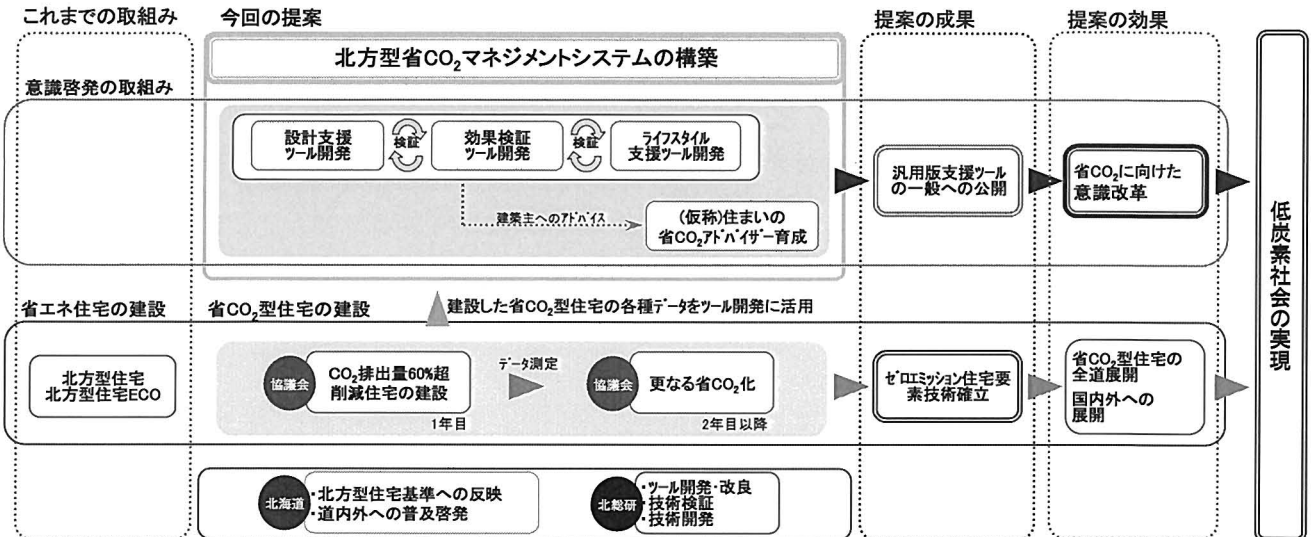 これまでの取組み
今回の提案
提案の成果
提案の効果
北方型省CO₂マネジメントシステムの構築
意識啓発の取組み
設計支援
ツール開発
検証
効果検証
ツール開発
検証
ライフスタイル
支援ツール開発
建築主へのアドバイス
(仮称)住まいの
省CO₂アドバイザー育成
汎用版支援ツール
の一般への公開
省CO₂に向けた
意識改革
低炭素社会の実現
省エネ住宅の建設
省CO₂型住宅の建設
建設した省CO₂型住宅の各種データをツール開発に活用
北方型住宅
北方型住宅ECO
協議会
CO₂排出量60%超
削減住宅の建設
1年目
データ測定
協議会
更なる省CO₂化
2年目以降
ゼロエミッション住宅要
素技術確立
省CO₂型住宅の
全道展開
国内外への
展開
北海道
・北方型住宅基準への反映
・道内外への普及啓発
北総研
・ツール開発・改良
・技術検証
・技術開発